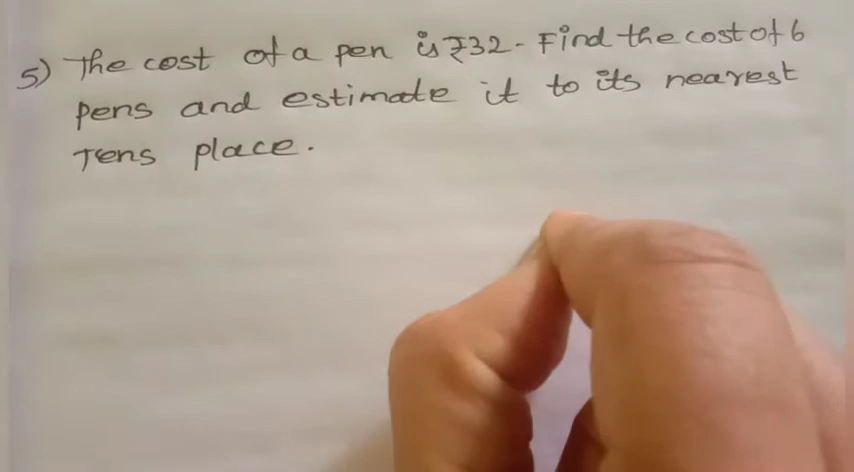 5) The cost of a pen is ₹32. Find the cost of 6
pens and estimate it to its nearest
Tens place.